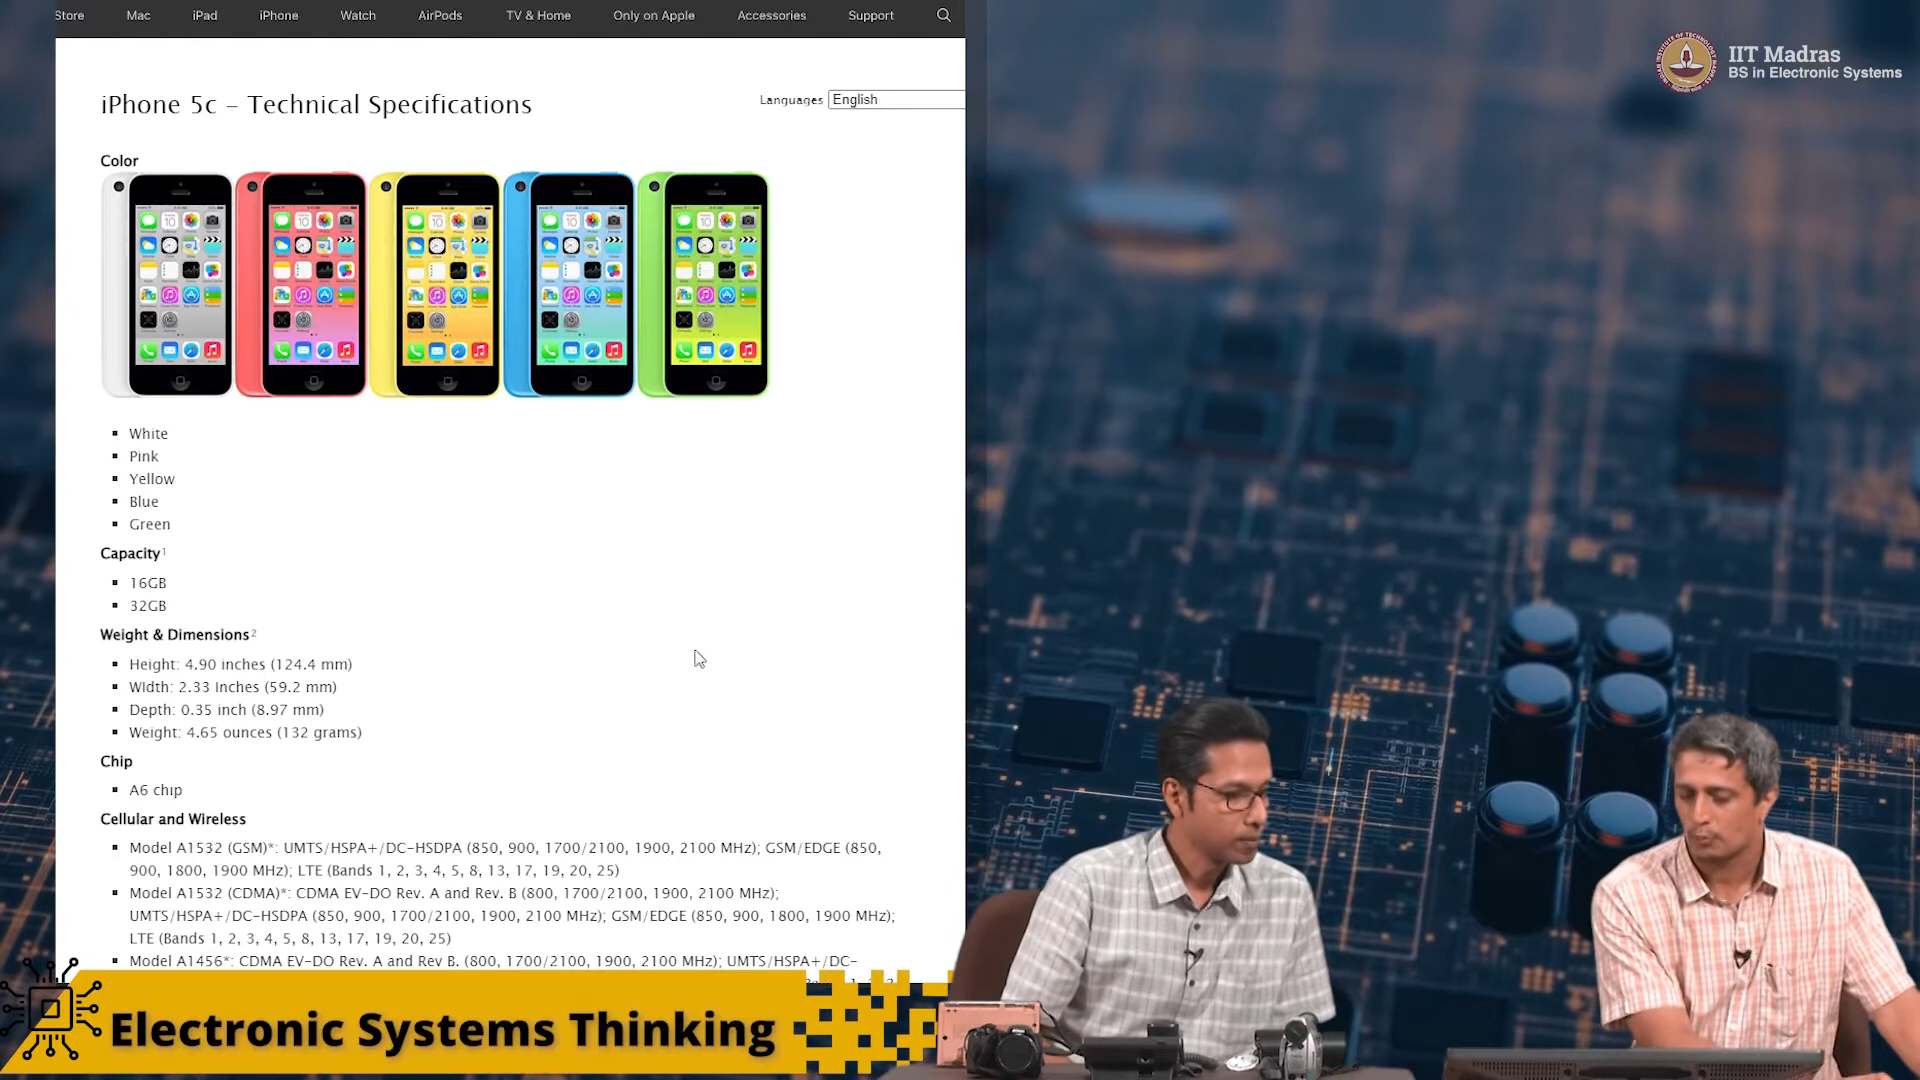 Store Mac iPad iPhone Watch AirPods TV & Home Only on Apple Accessories Support
IIT Madras
BS in Electronic Systems
iPhone 5c – Technical Specifications
Languages English
Color
White
Pink
Yellow
Blue
Green
Capacity1
16GB
32GB
Weight & Dimensions2
Height: 4.90 inches (124.4 mm)
Width: 2.33 inches (59.2 mm)
Depth: 0.35 inch (8.97 mm)
Weight: 4.65 ounces (132 grams)
Chip
A6 chip
Cellular and Wireless
Model A1532 (GSM)*: UMTS/HSPA+/DC-HSDPA (850, 900, 1700/2100, 1900, 2100 MHz); GSM/EDGE (850,
900, 1800, 1900 MHz); LTE (Bands 1, 2, 3, 4, 5, 8, 13, 17, 19, 20, 25)
Model A1532 (CDMA)*: CDMA EV-DO Rev. A and Rev. B (800, 1700/2100, 1900, 2100 MHz);
UMTS/HSPA+/DC-HSDPA (850, 900, 1700/2100, 1900, 2100 MHz); GSM/EDGE (850, 900, 1800, 1900 MHz);
LTE (Bands 1, 2, 3, 4, 5, 8, 13, 17, 19, 20, 25)
Model A1456*: CDMA EV-DO Rev. A and Rev B. (800, 1700/2100, 1900, 2100 MHz); UMTS/HSPA+/DC-
Electronic Systems Thinking